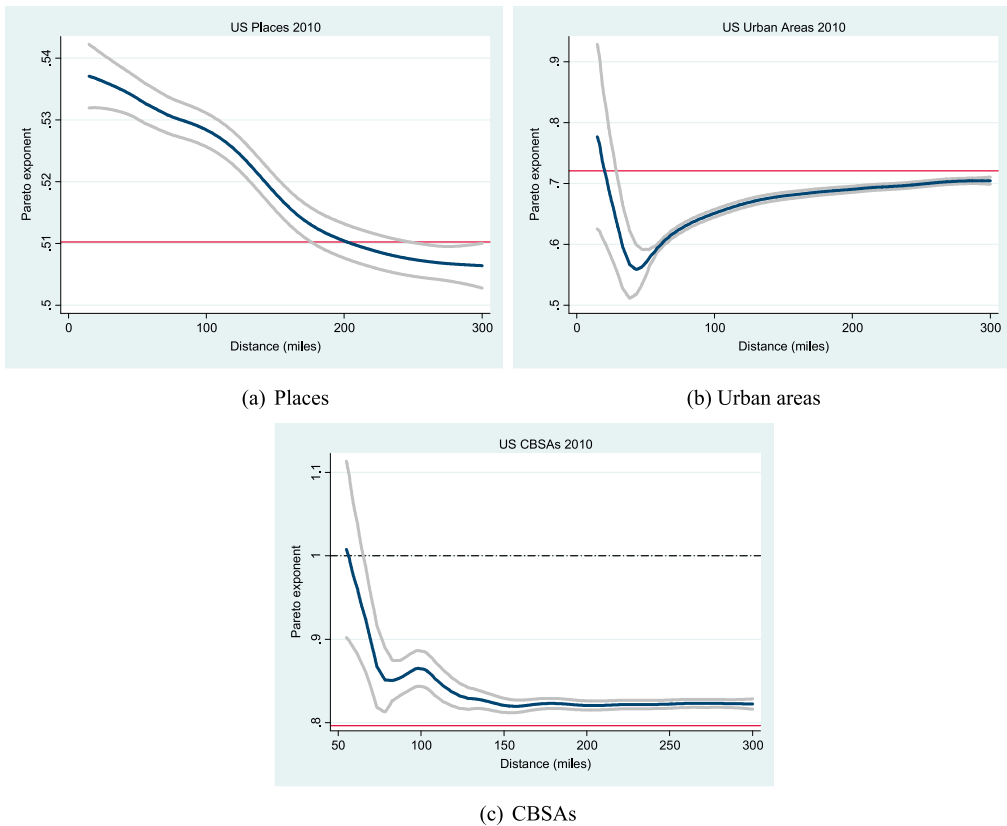 US Places 2010
Pareto exponent
.54
.53
.52
.51
.5
0 100 200 300
Distance (miles)
(a) Places
US Urban Areas 2010
Pareto exponent
.9
.8
.7
.6
.5
0 100 200 300
Distance (miles)
(b) Urban areas
US CBSAs 2010
Pareto exponent
1.1
1
.9
.8
50 100 150 200 250 300
Distance (miles)
(c) CBSAs